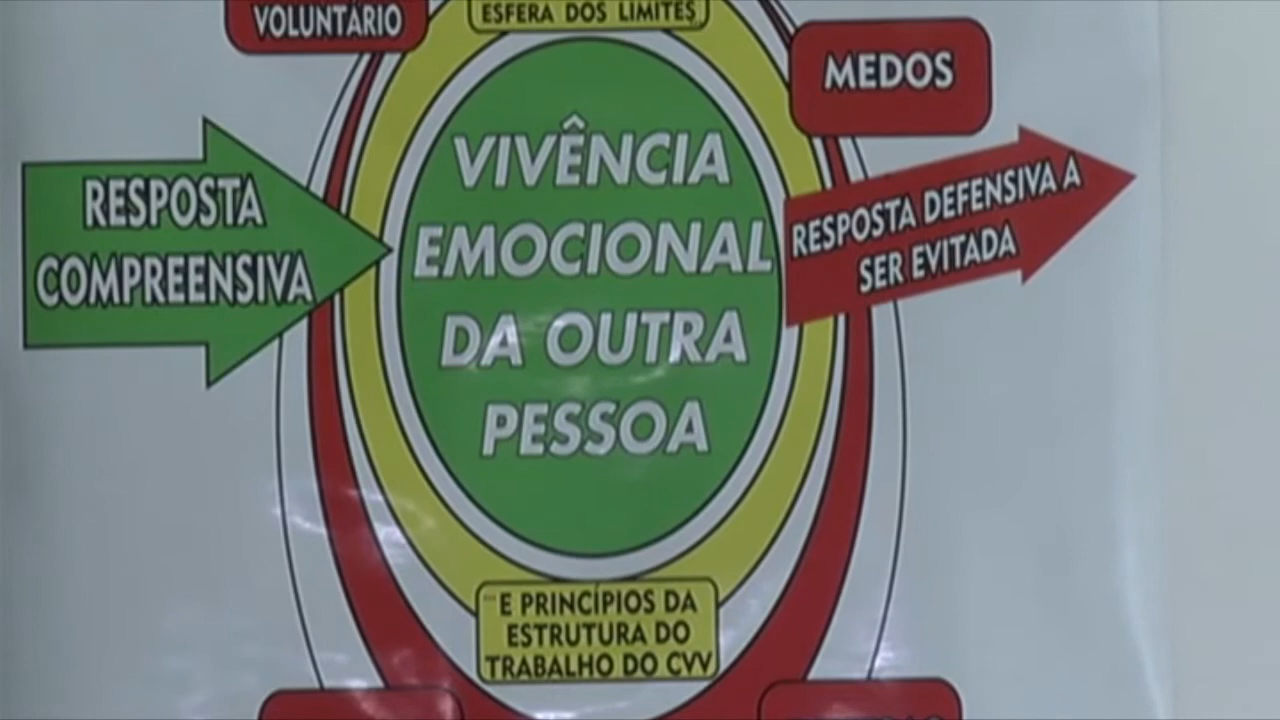 VOLUNTÁRIO
ESFERA DOS LIMITES
MEDOS
RESPOSTA
COMPREENSIVA
VIVÊNCIA
EMOCIONAL
DA OUTRA
PESSOA
RESPOSTA DEFENSIVA A
SER EVITADA
E PRINCÍPIOS DA
ESTRUTURA DO
TRABALHO DO CVV